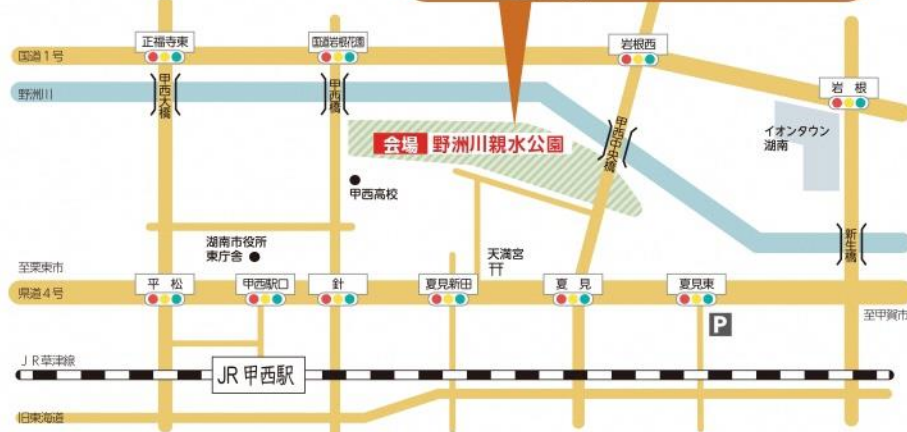 正福寺東
国道岩根花園
岩根西
国道1号
岩根
野洲川
甲西大橋
甲西橋
甲西中央橋
イオンタウン
湖南
会場 野洲川親水公園
甲西高校
新生橋
湖南市役所
東庁舎
天満宮
至栗東市
平松
甲西駅口
針
夏見新田
夏見
夏見東
県道4号
P
至甲賀市
JR草津線
JR甲西駅
旧東海道